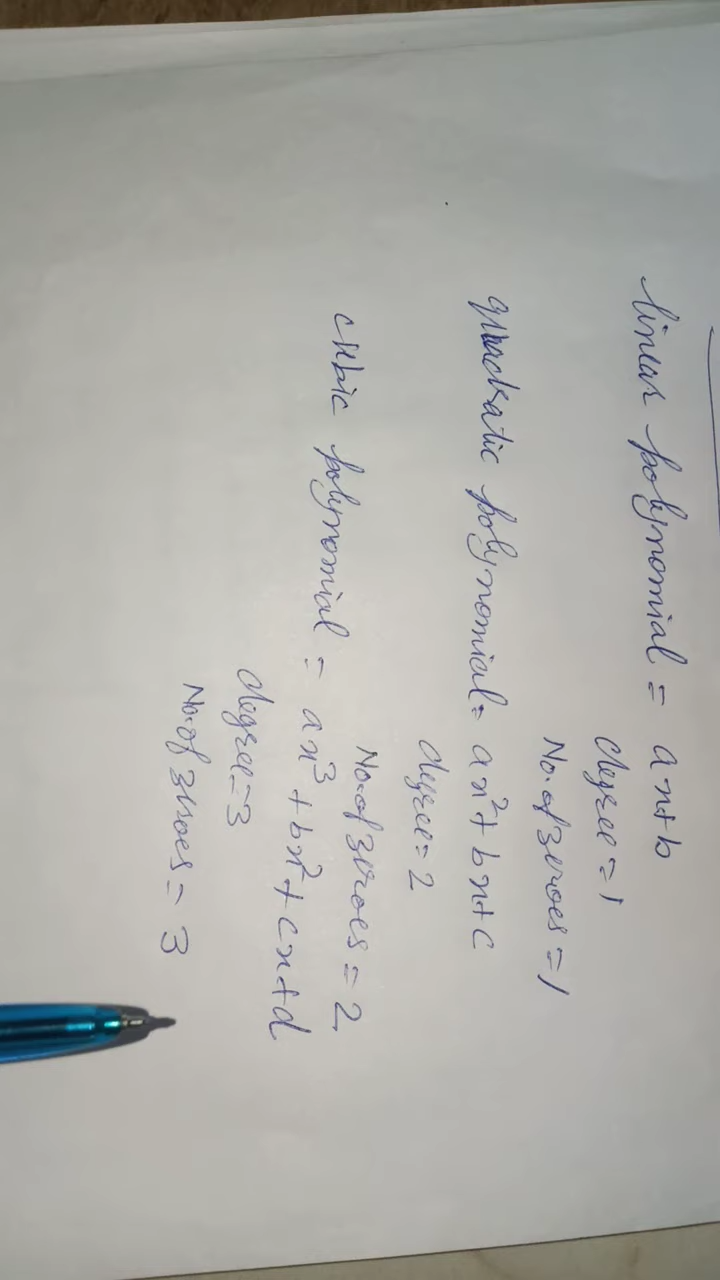 linear polynomial = ax+b
degree = 1
No. of zeroes = 1
quadratic polynomial = ax²+bx+c
degree = 2
No. of zeroes = 2
cubic polynomial = ax³+bx²+cx+d
degree = 3
No. of zeroes = 3